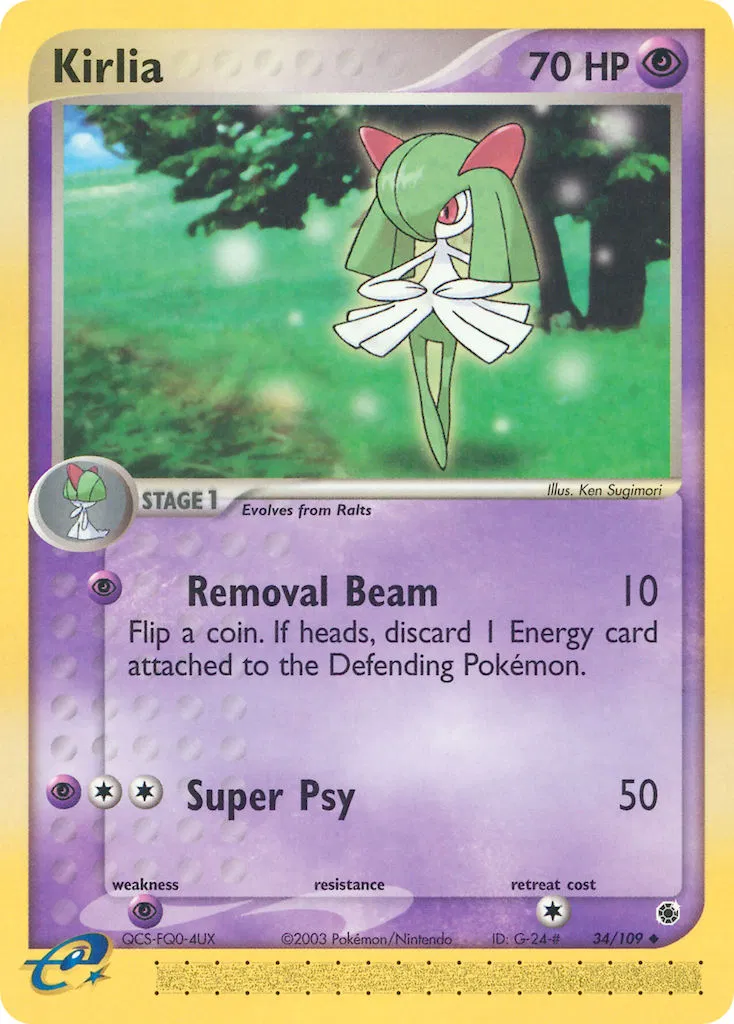 Kirlia
70 HP
Illus. Ken Sugimori
STAGE 1
Evolves from Ralts
Removal Beam 10
Flip a coin. If heads, discard 1 Energy card
attached to the Defending Pokémon.
Super Psy 50
weakness resistance retreat cost
QCS-FQ0-4UX ©2003 Pokémon/Nintendo ID: G-24-# 34/109
e